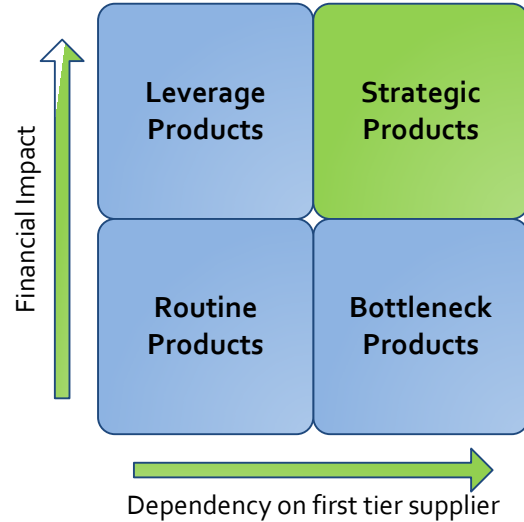 Leverage
Products
Strategic
Products
Financial Impact
Routine
Products
Bottleneck
Products
Dependency on first tier supplier